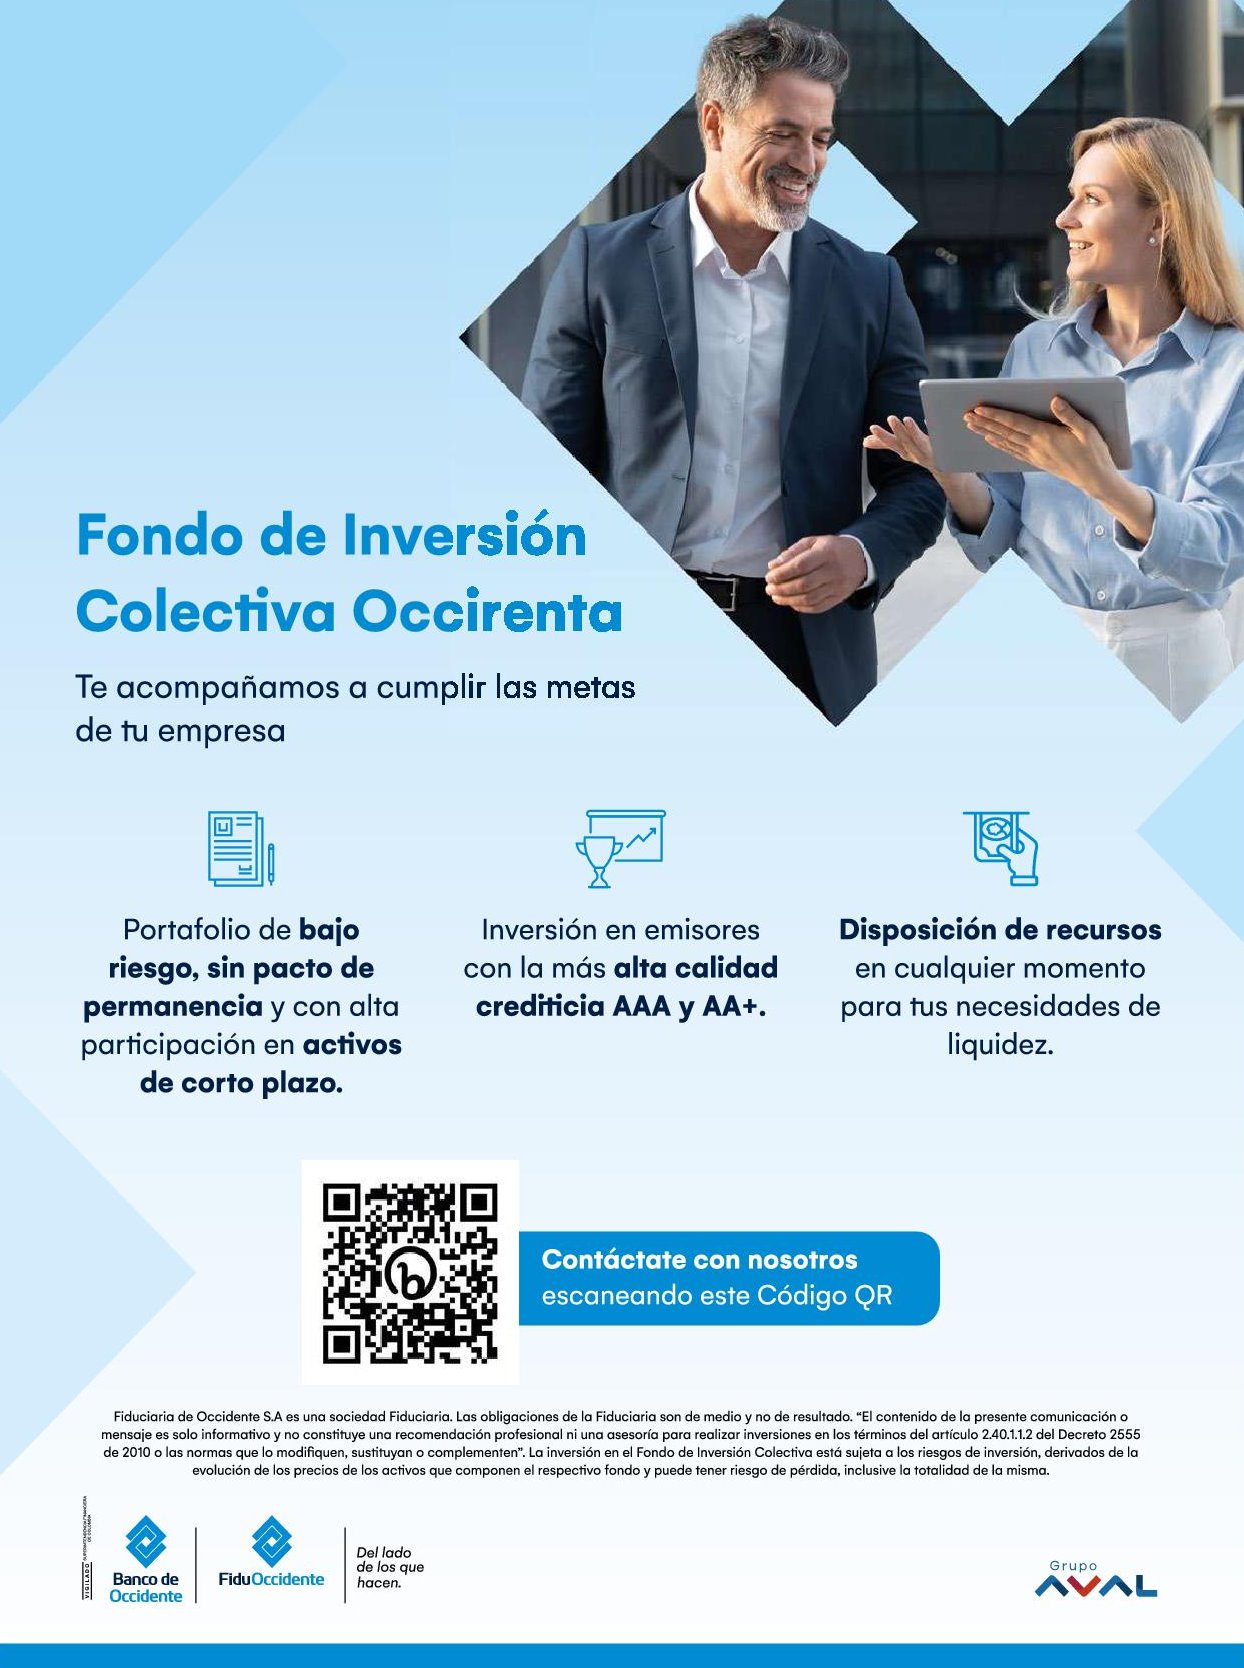 Fondo de Inversión
Colectiva Occirenta
Te acompañamos a cumplir las metas
de tu empresa
Portafolio de bajo
riesgo, sin pacto de
permanencia y con alta
participación en activos
de corto plazo.
Inversión en emisores
con la más alta calidad
crediticia AAA y AA+.
Disposición de recursos
en cualquier momento
para tus necesidades de
liquidez.
Contáctate con nosotros
escaneando este Código QR
Fiduciaria de Occidente S.A es una sociedad Fiduciaria. Las obligaciones de la Fiduciaria son de medio y no de resultado. “El contenido de la presente comunicación o
mensaje es solo informativo y no constituye una recomendación profesional ni una asesoría para realizar inversiones en los términos del artículo 2.40.1.1.2 del Decreto 2555
de 2010 o las normas que lo modifiquen, sustituyan o complementen”. La inversión en el Fondo de Inversión Colectiva está sujeta a los riesgos de inversión, derivados de la
evolución de los precios de los activos que componen el respectivo fondo y puede tener riesgo de pérdida, inclusive la totalidad de la misma.
VIGILADO
SUPERINTENDENCIA FINANCIERA
DE COLOMBIA
Banco de
Occidente
FiduOccidente
Del lado
de los que
hacen.
Grupo
AVAL